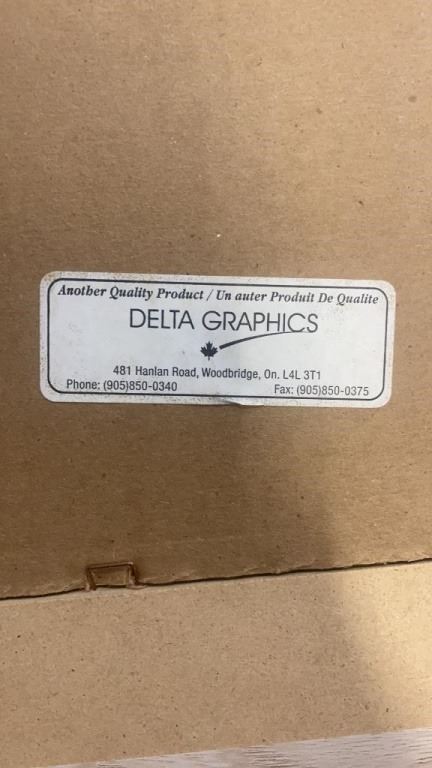 Another Quality Product / Un auter Produit De Qualite
DELTA GRAPHICS
481 Hanlan Road, Woodbridge, On. L4L 3T1
Phone: (905)850-0340 Fax: (905)850-0375